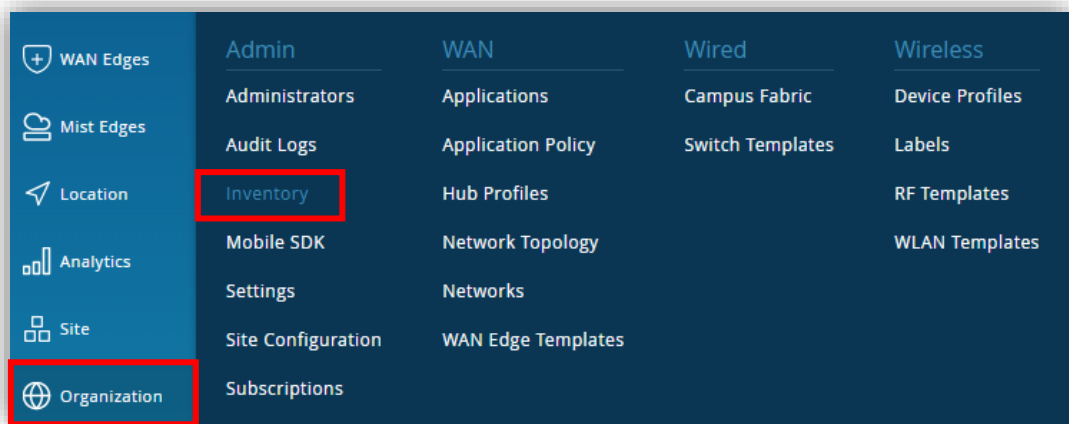 WAN Edges
Mist Edges
Location
Analytics
Site
Organization
Admin
Administrators
Audit Logs
Inventory
Mobile SDK
Settings
Site Configuration
Subscriptions
WAN
Applications
Application Policy
Hub Profiles
Network Topology
Networks
WAN Edge Templates
Wired
Campus Fabric
Switch Templates
Wireless
Device Profiles
Labels
RF Templates
WLAN Templates